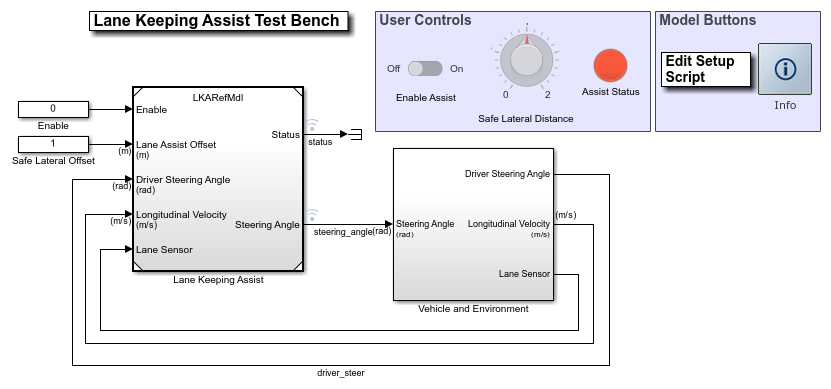 Lane Keeping Assist Test Bench
User Controls
Off
On
Enable Assist
0
2
Safe Lateral Distance
Assist Status
Model Buttons
Edit Setup
Script
Info
0
Enable
1
Safe Lateral Offset
LKARefMdl
Enable
(m)
Lane Assist Offset
(m)
(rad)
Driver Steering Angle
(rad)
(m/s)
Longitudinal Velocity
(m/s)
Lane Sensor
Status
Steering Angle
Lane Keeping Assist
status
steering_angle
(rad)
Steering Angle
(rad)
Driver Steering Angle
Longitudinal Velocity
(m/s)
(m/s)
Lane Sensor
Vehicle and Environment
driver_steer